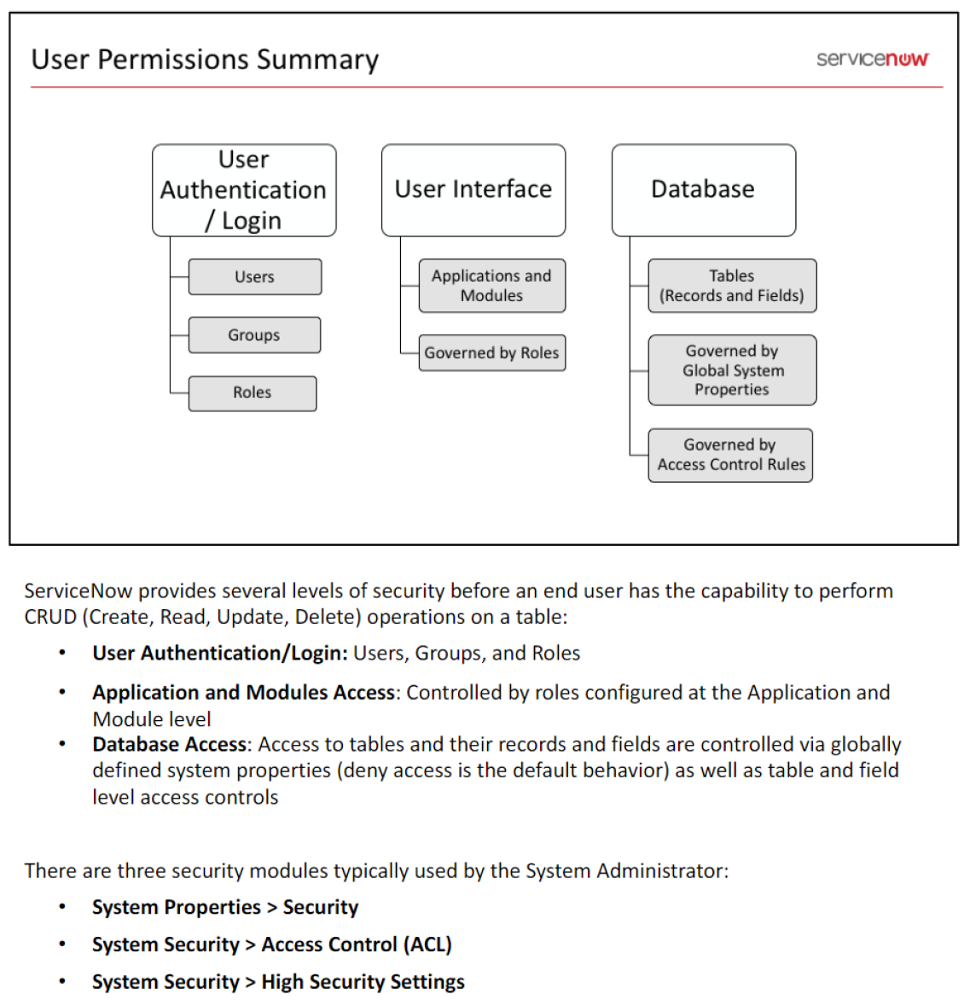 User Permissions Summary
servicenow
User
Authentication
/ Login
Users
Groups
Roles
User Interface
Applications and
Modules
Governed by Roles
Database
Tables
(Records and Fields)
Governed by
Global System
Properties
Governed by
Access Control Rules
ServiceNow provides several levels of security before an end user has the capability to perform
CRUD (Create, Read, Update, Delete) operations on a table:
• User Authentication/Login: Users, Groups, and Roles
• Application and Modules Access: Controlled by roles configured at the Application and
Module level
• Database Access: Access to tables and their records and fields are controlled via globally
defined system properties (deny access is the default behavior) as well as table and field
level access controls
There are three security modules typically used by the System Administrator:
• System Properties > Security
• System Security > Access Control (ACL)
• System Security > High Security Settings